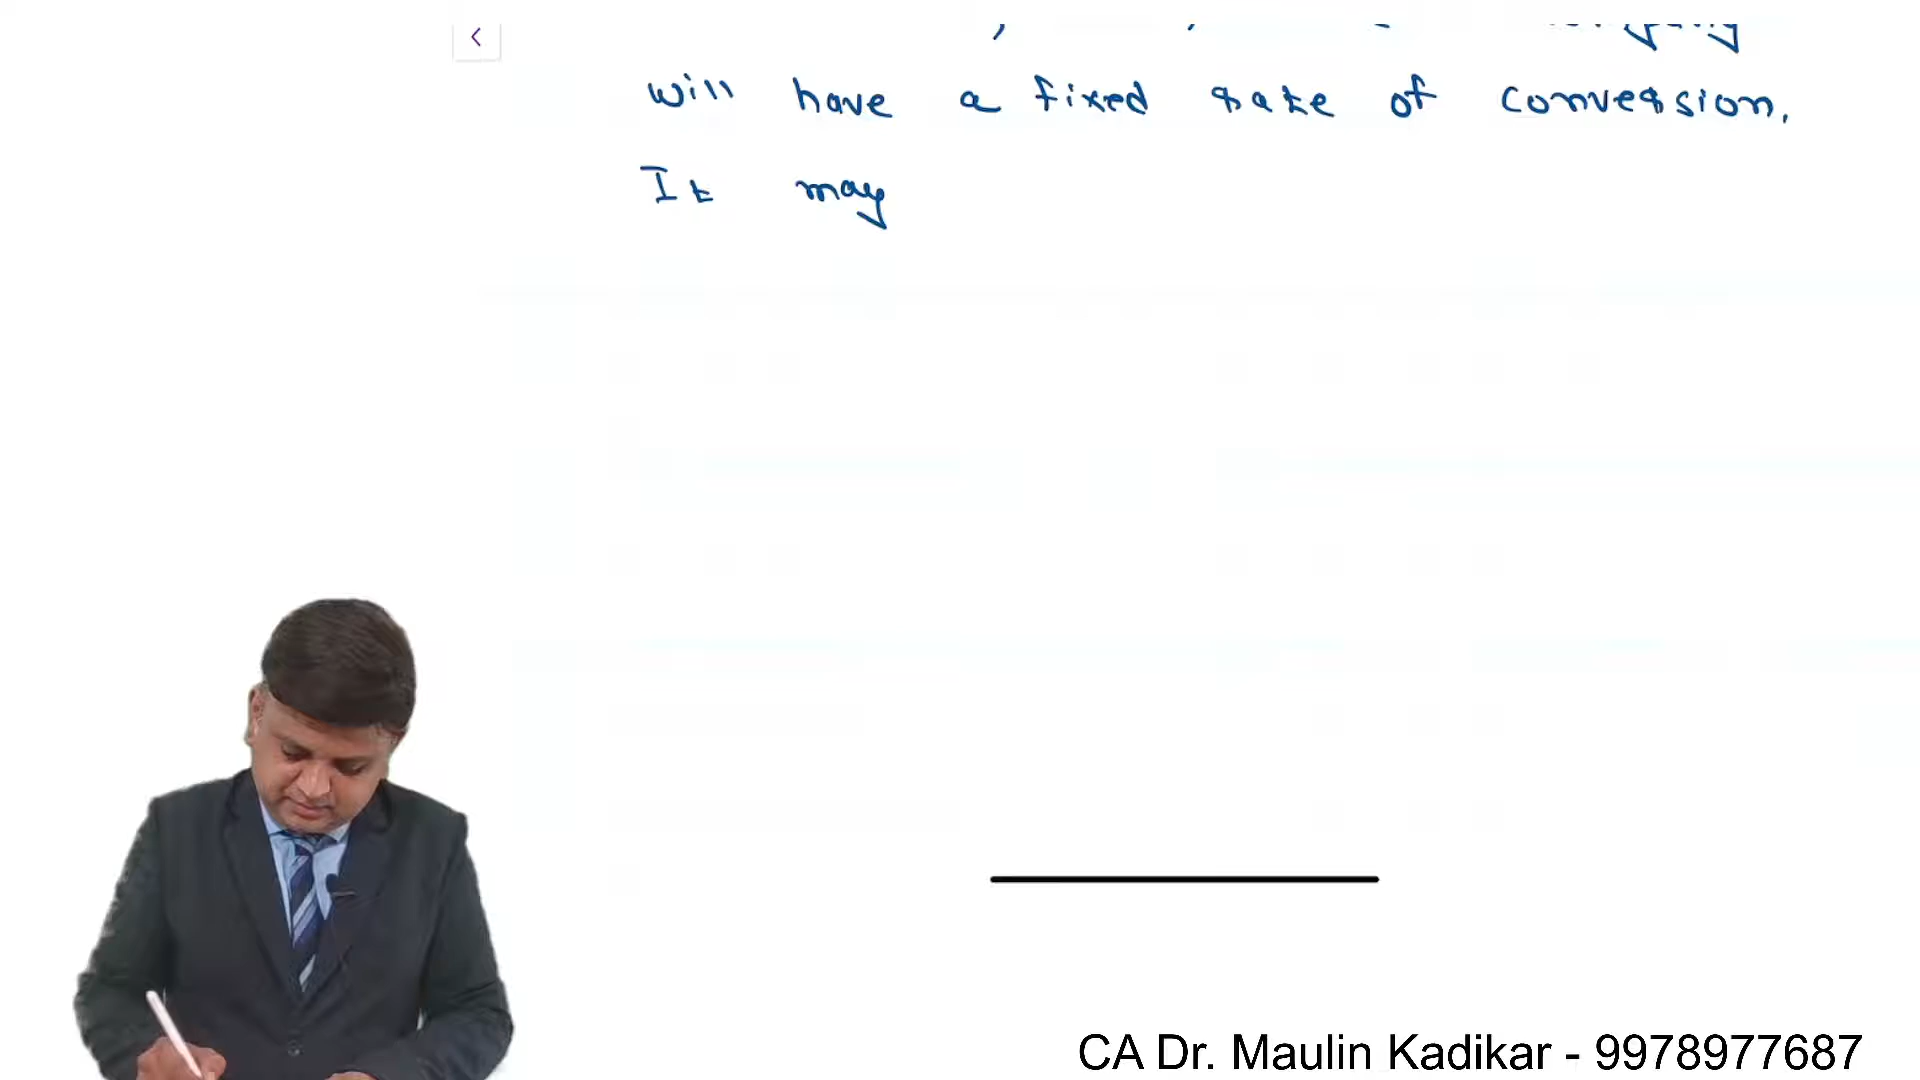 will have a fixed rate of conversion.
It may
CA Dr. Maulin Kadikar - 9978977687